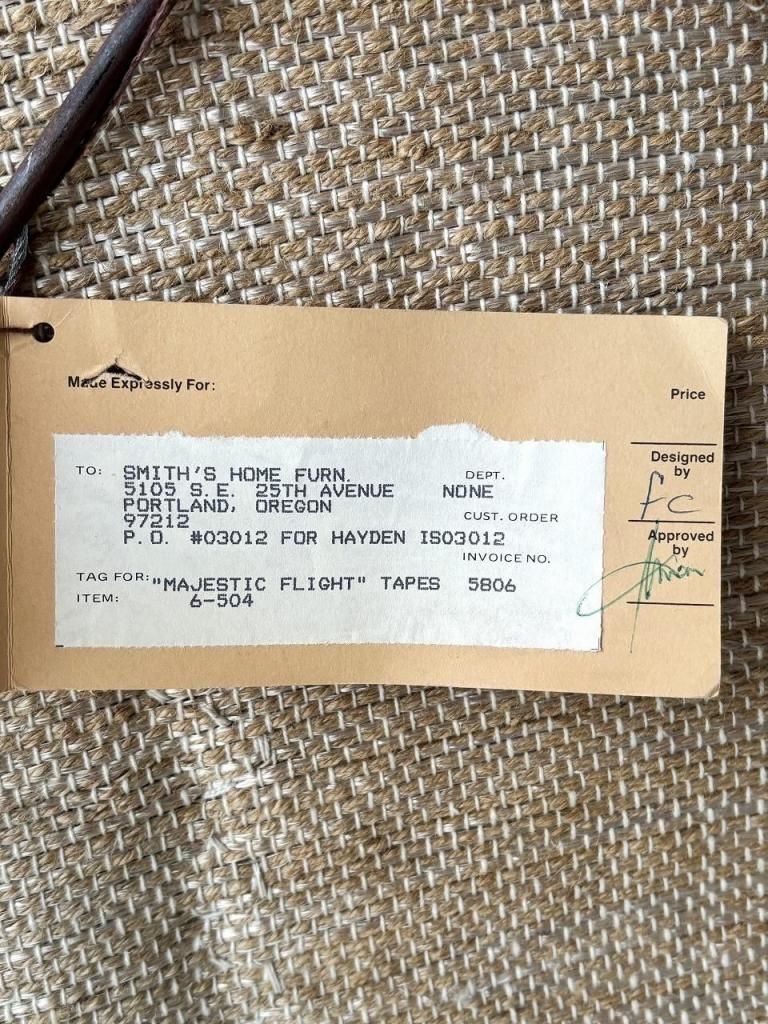 Made Expressly For:
Price
TO: SMITH'S HOME FURN. DEPT.
5105 S.E. 25TH AVENUE NONE
PORTLAND, OREGON
97212 CUST. ORDER
P.O. #03012 FOR HAYDEN IS03012
INVOICE NO.
TAG FOR: "MAJESTIC FLIGHT" TAPES 5806
ITEM: 6-504
Designed
by
fc
Approved
by